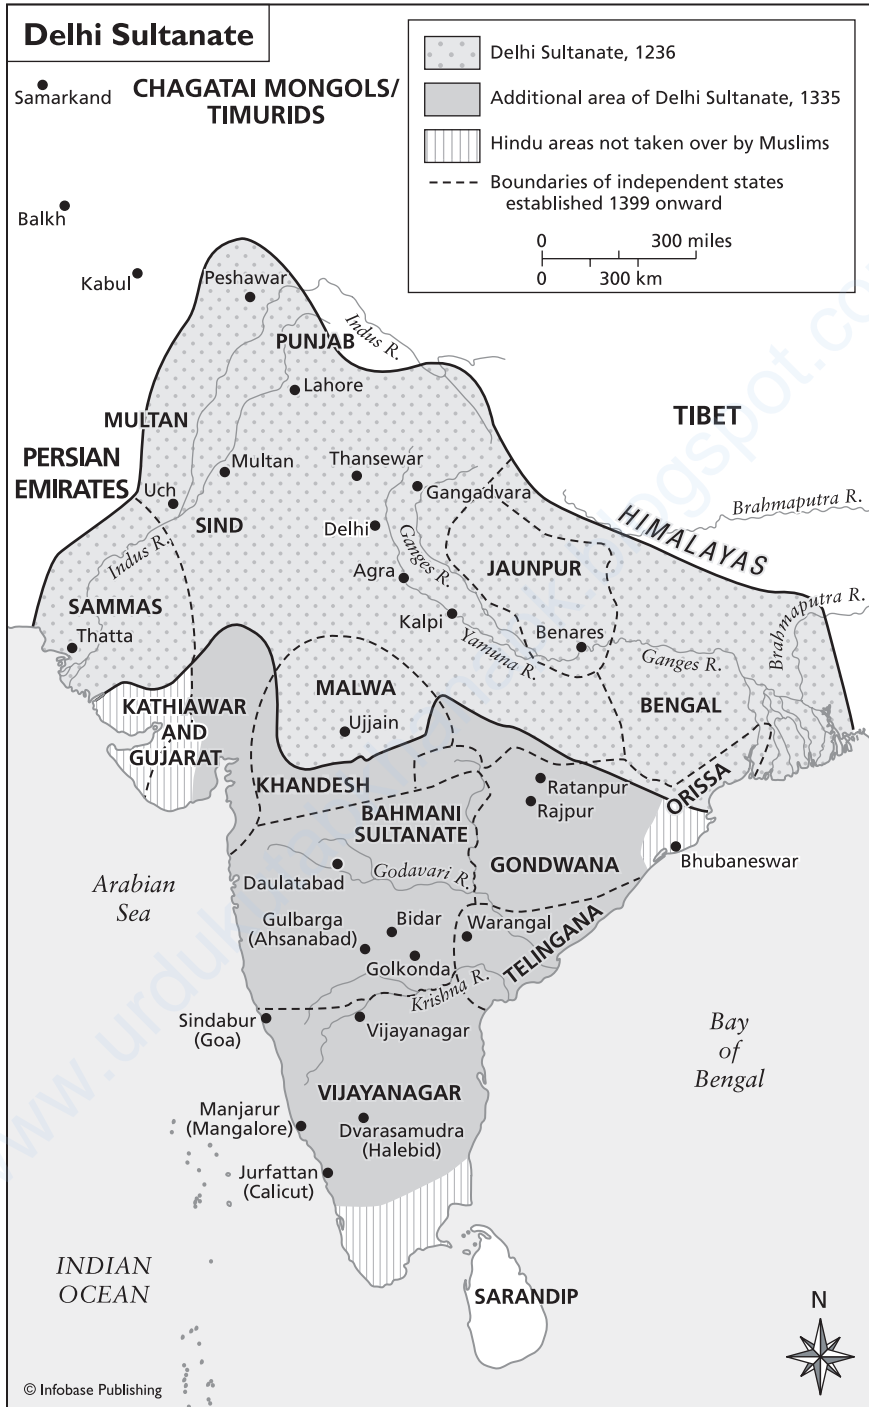 Delhi Sultanate
Delhi Sultanate, 1236
Additional area of Delhi Sultanate, 1335
Hindu areas not taken over by Muslims
Boundaries of independent states
established 1399 onward
0 300 miles
0 300 km
Samarkand
CHAGATAI MONGOLS/
TIMURIDS
Balkh
Kabul
Peshawar
Indus R.
PUNJAB
Lahore
MULTAN
TIBET
PERSIAN
EMIRATES
Multan
Thansewar
Uch
Gangadvara
Brahmaputra R.
SIND
Delhi
HIMALAYAS
Indus R.
Ganges R.
JAUNPUR
Agra
SAMMAS
Kalpi
Brahmaputra R.
Thatta
Benares
Yamuna R.
Ganges R.
MALWA
KATHIAWAR
AND
GUJARAT
BENGAL
Ujjain
KHANDESH
Ratanpur
Rajpur
ORISSA
BAHMANI
SULTANATE
GONDWANA
Bhubaneswar
Godavari R.
Daulatabad
Arabian
Sea
Gulbarga
(Ahsanabad)
Bidar
Warangal
Golkonda
TELINGANA
Krishna R.
Sindabur
(Goa)
Vijayanagar
Bay
of
Bengal
VIJAYANAGAR
Manjarur
(Mangalore)
Dvarasamudra
(Halebid)
Jurfattan
(Calicut)
INDIAN
OCEAN
SARANDIP
N
© Infobase Publishing